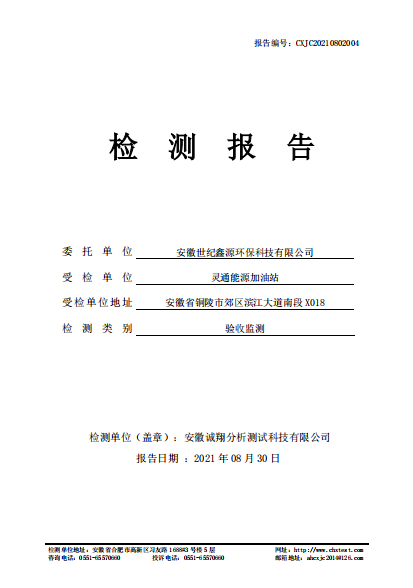 报告编号：CXJC20210802004
检 测 报 告
委 托 单 位 安徽世纪鑫源环保科技有限公司
受 检 单 位 灵通能源加油站
受检单位地址 安徽省铜陵市郊区滨江大道南段 X018
检 测 类 别 验收监测
检测单位（盖章）：安徽诚翔分析测试科技有限公司
报告日期 ：2021 年 08 月 30 日
检测单位地址：安徽省合肥市高新区习友路 1688#3 号楼 5 层 网址：http://www.chxtest.com
咨询电话：0551-65570660 投诉电话：0551-65570660 邮箱地址：ahcxjc2014@126.com